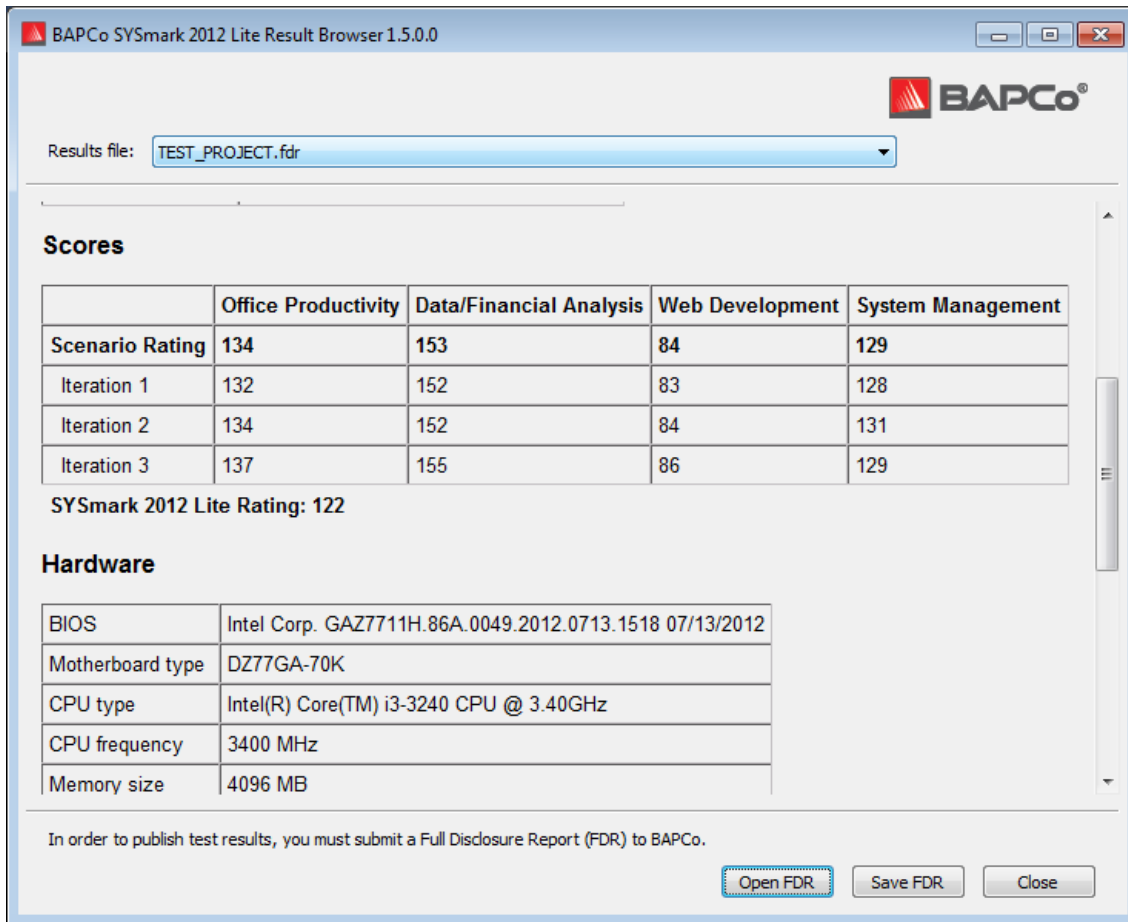 BAPCo SYSmark 2012 Lite Result Browser 1.5.0.0
BAPCo®
Results file: TEST_PROJECT.fdr
Scores
Office Productivity Data/Financial Analysis Web Development System Management
Scenario Rating 134 153 84 129
Iteration 1 132 152 83 128
Iteration 2 134 152 84 131
Iteration 3 137 155 86 129
SYSmark 2012 Lite Rating: 122
Hardware
BIOS Intel Corp. GAZ7711H.86A.0049.2012.0713.1518 07/13/2012
Motherboard type DZ77GA-70K
CPU type Intel(R) Core(TM) i3-3240 CPU @ 3.40GHz
CPU frequency 3400 MHz
Memory size 4096 MB
In order to publish test results, you must submit a Full Disclosure Report (FDR) to BAPCo.
Open FDR Save FDR Close